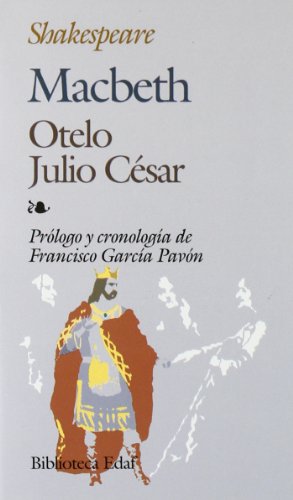 Shakespeare
Macbeth
Otelo
Julio César
Prólogo y cronología de
Francisco García Pavón
Biblioteca Edaf